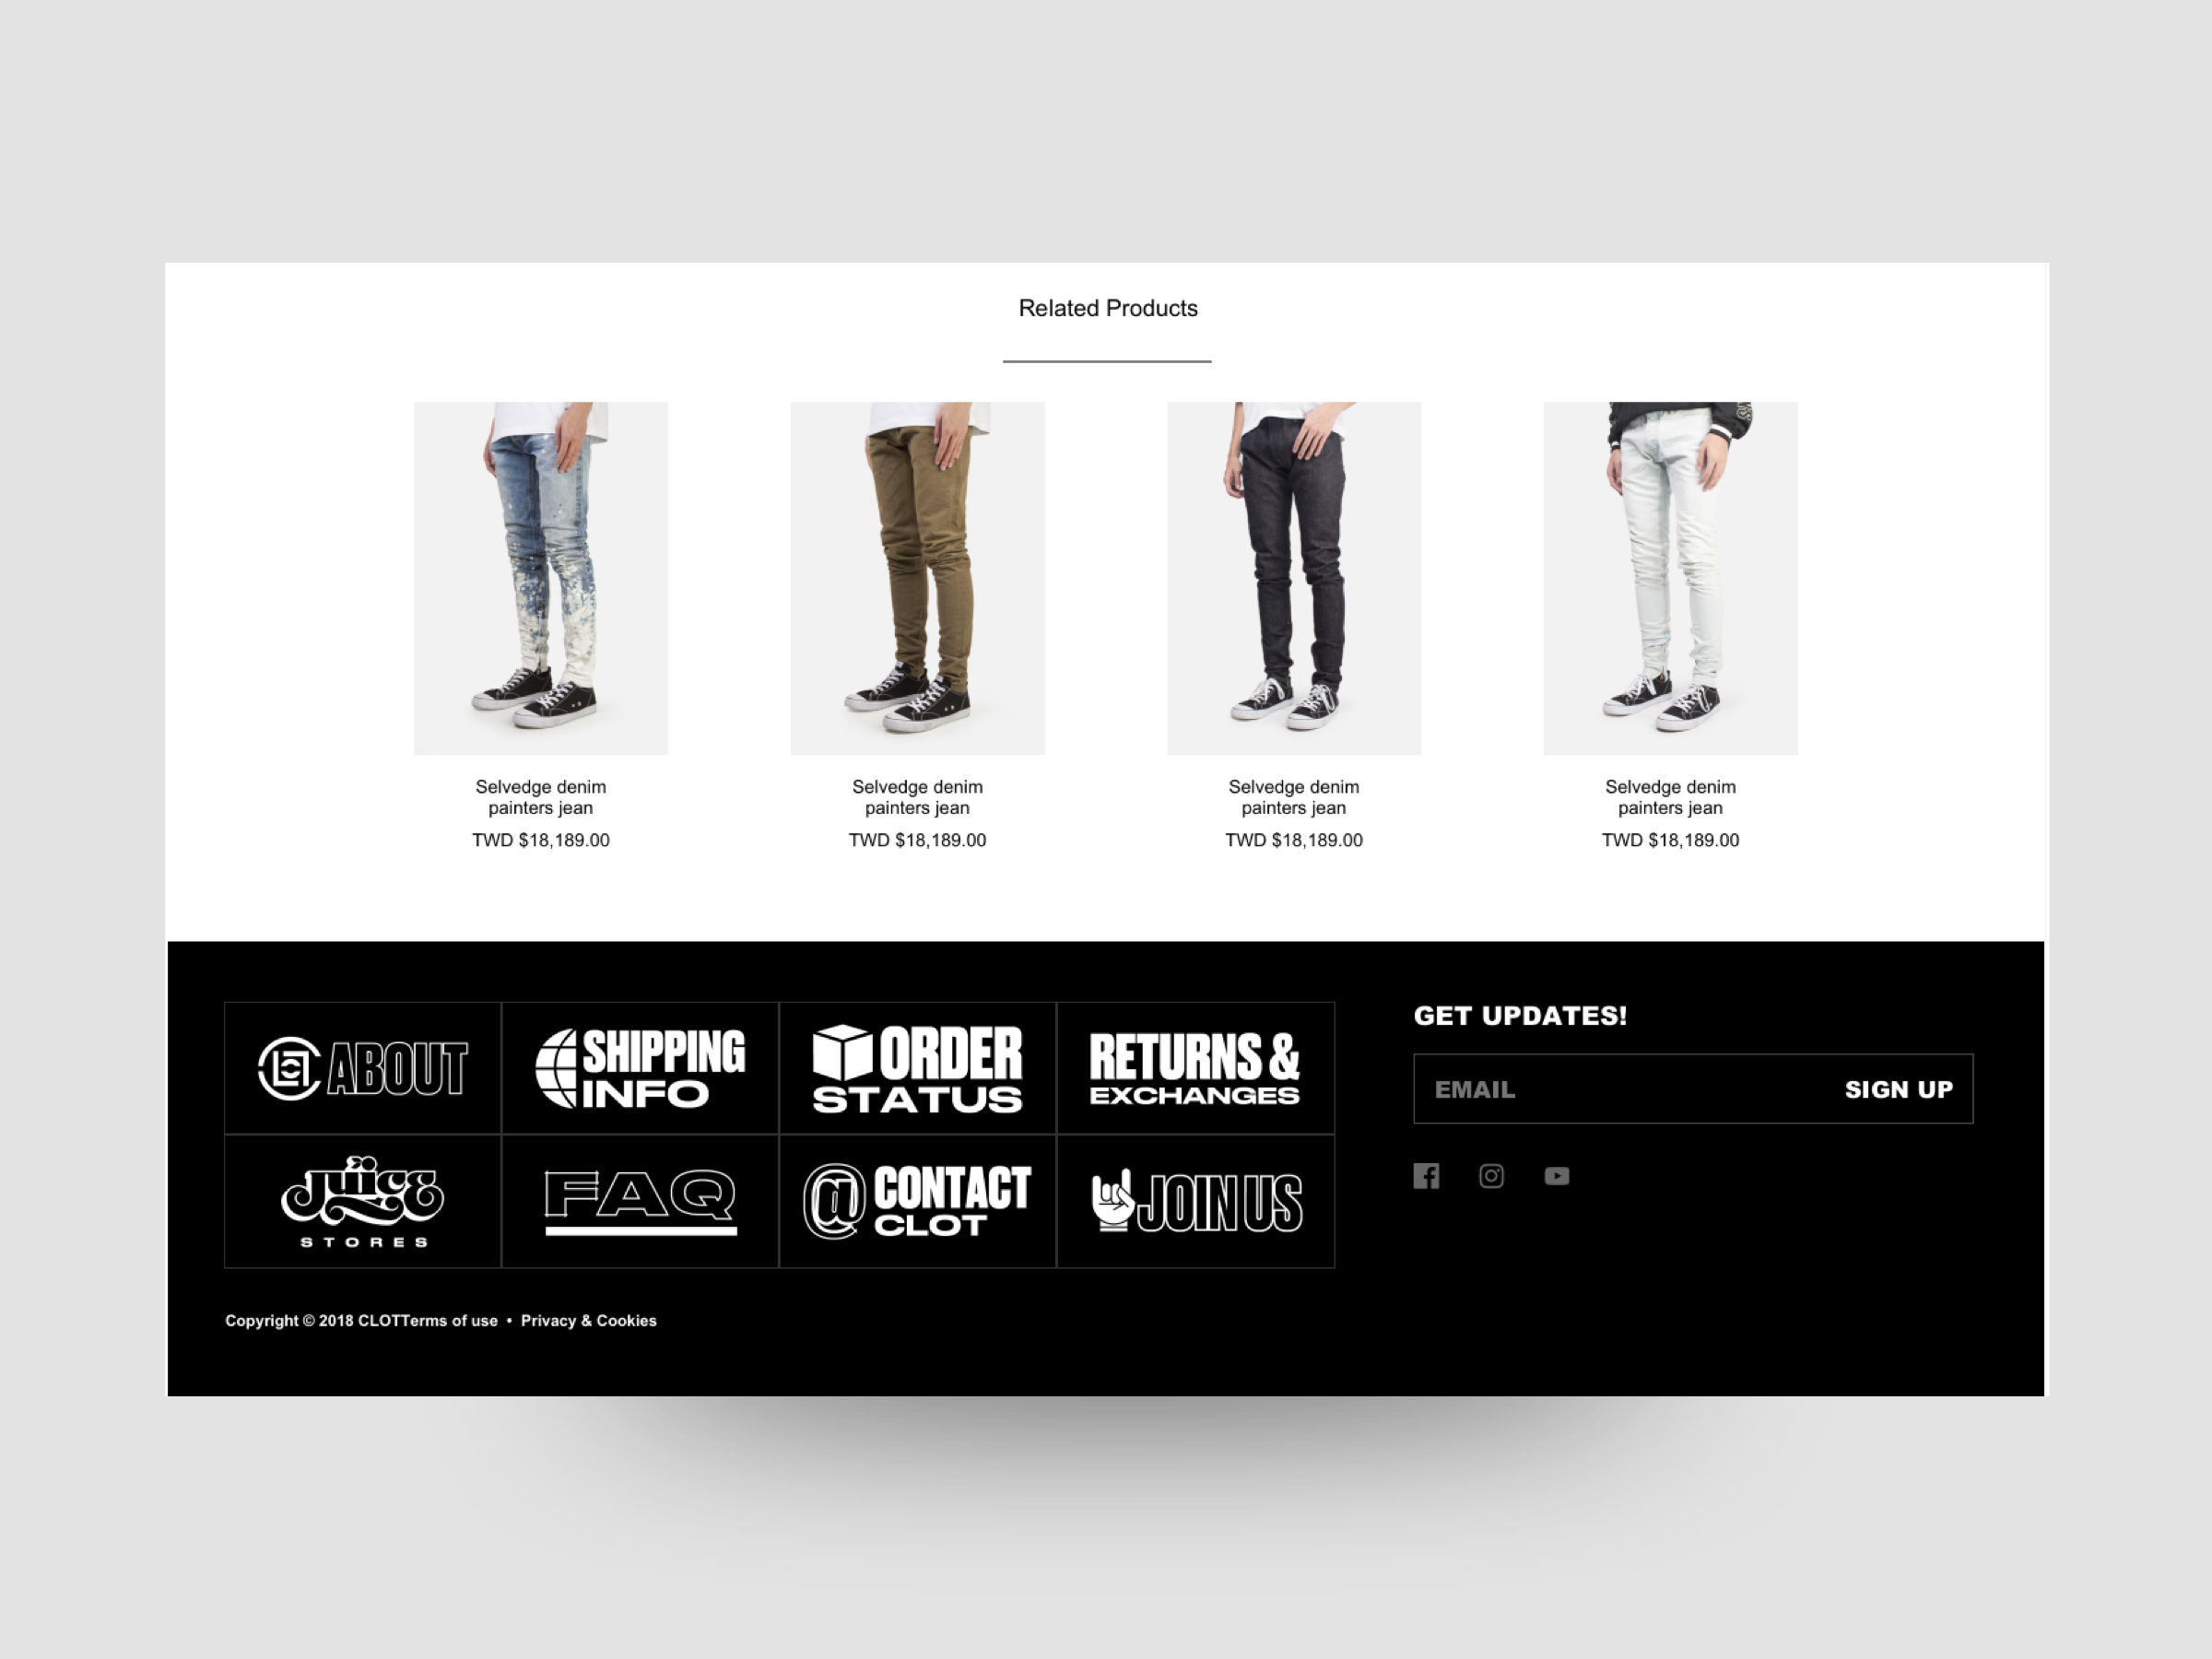 Related Products
Selvedge denim
painters jean
TWD $18,189.00
Selvedge denim
painters jean
TWD $18,189.00
Selvedge denim
painters jean
TWD $18,189.00
Selvedge denim
painters jean
TWD $18,189.00
ABOUT
SHIPPING
INFO
ORDER
STATUS
RETURNS &
EXCHANGES
Juice
STORES
FAQ
@ CONTACT
CLOT
JOIN US
GET UPDATES!
EMAIL
SIGN UP
Copyright © 2018 CLOTTerms of use • Privacy & Cookies